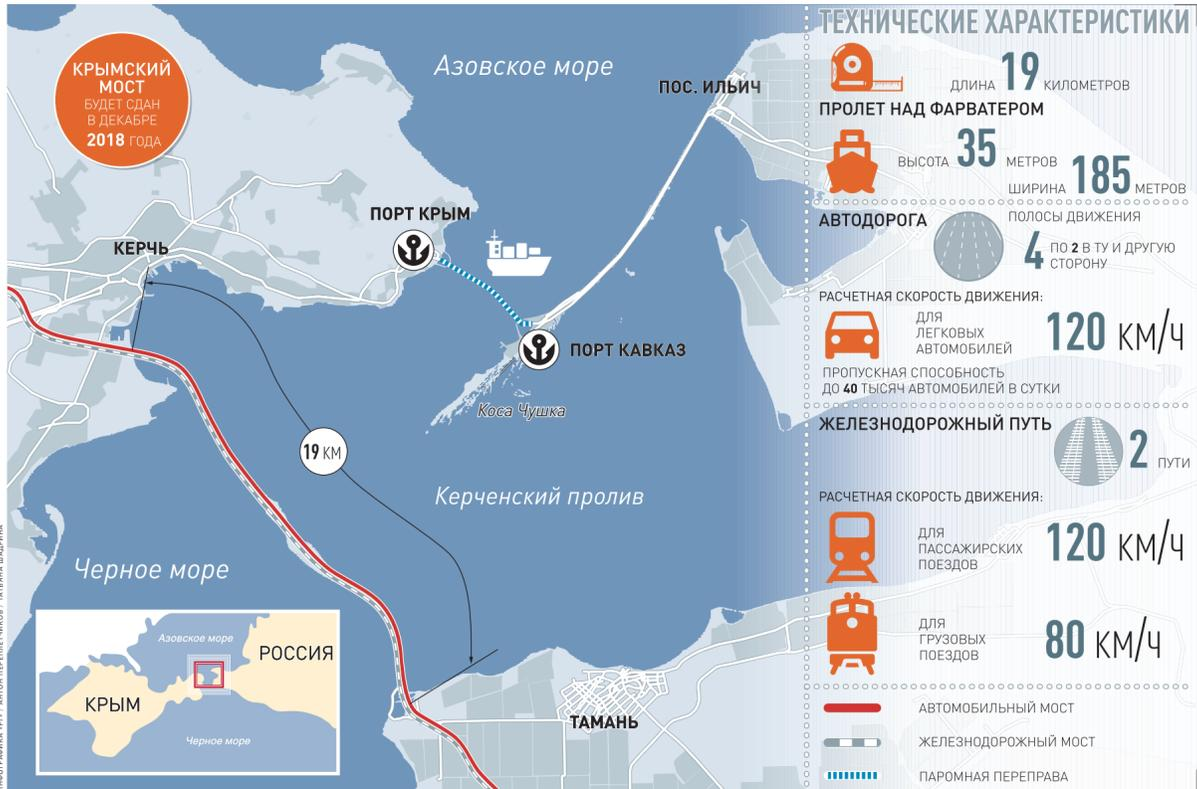 КРЫМСКИЙ
МОСТ
БУДЕТ СДАН
В ДЕКАБРЕ
2018 ГОДА
Азовское море
ПОС. ИЛЬИЧ
ПОРТ КРЫМ
КЕРЧЬ
ПОРТ КАВКАЗ
Коса Чушка
19 КМ
Керченский пролив
Черное море
Азовское море
РОССИЯ
КРЫМ
Черное море
ТАМАНЬ
ТЕХНИЧЕСКИЕ ХАРАКТЕРИСТИКИ
ДЛИНА 19 КИЛОМЕТРОВ
ПРОЛЕТ НАД ФАРВАТЕРОМ
ВЫСОТА 35 МЕТРОВ
ШИРИНА 185 МЕТРОВ
АВТОДОРОГА
ПОЛОСЫ ДВИЖЕНИЯ
4 ПО 2 В ТУ И ДРУГУЮ
СТОРОНУ
РАСЧЕТНАЯ СКОРОСТЬ ДВИЖЕНИЯ:
ДЛЯ
ЛЕГКОВЫХ
АВТОМОБИЛЕЙ
120 КМ/Ч
ПРОПУСКНАЯ СПОСОБНОСТЬ
ДО 40 ТЫСЯЧ АВТОМОБИЛЕЙ В СУТКИ
ЖЕЛЕЗНОДОРОЖНЫЙ ПУТЬ
2 ПУТИ
РАСЧЕТНАЯ СКОРОСТЬ ДВИЖЕНИЯ:
ДЛЯ
ПАССАЖИРСКИХ
ПОЕЗДОВ
120 КМ/Ч
ДЛЯ
ГРУЗОВЫХ
ПОЕЗДОВ
80 КМ/Ч
АВТОМОБИЛЬНЫЙ МОСТ
ЖЕЛЕЗНОДОРОЖНЫЙ МОСТ
ПАРОМНАЯ ПЕРЕПРАВА